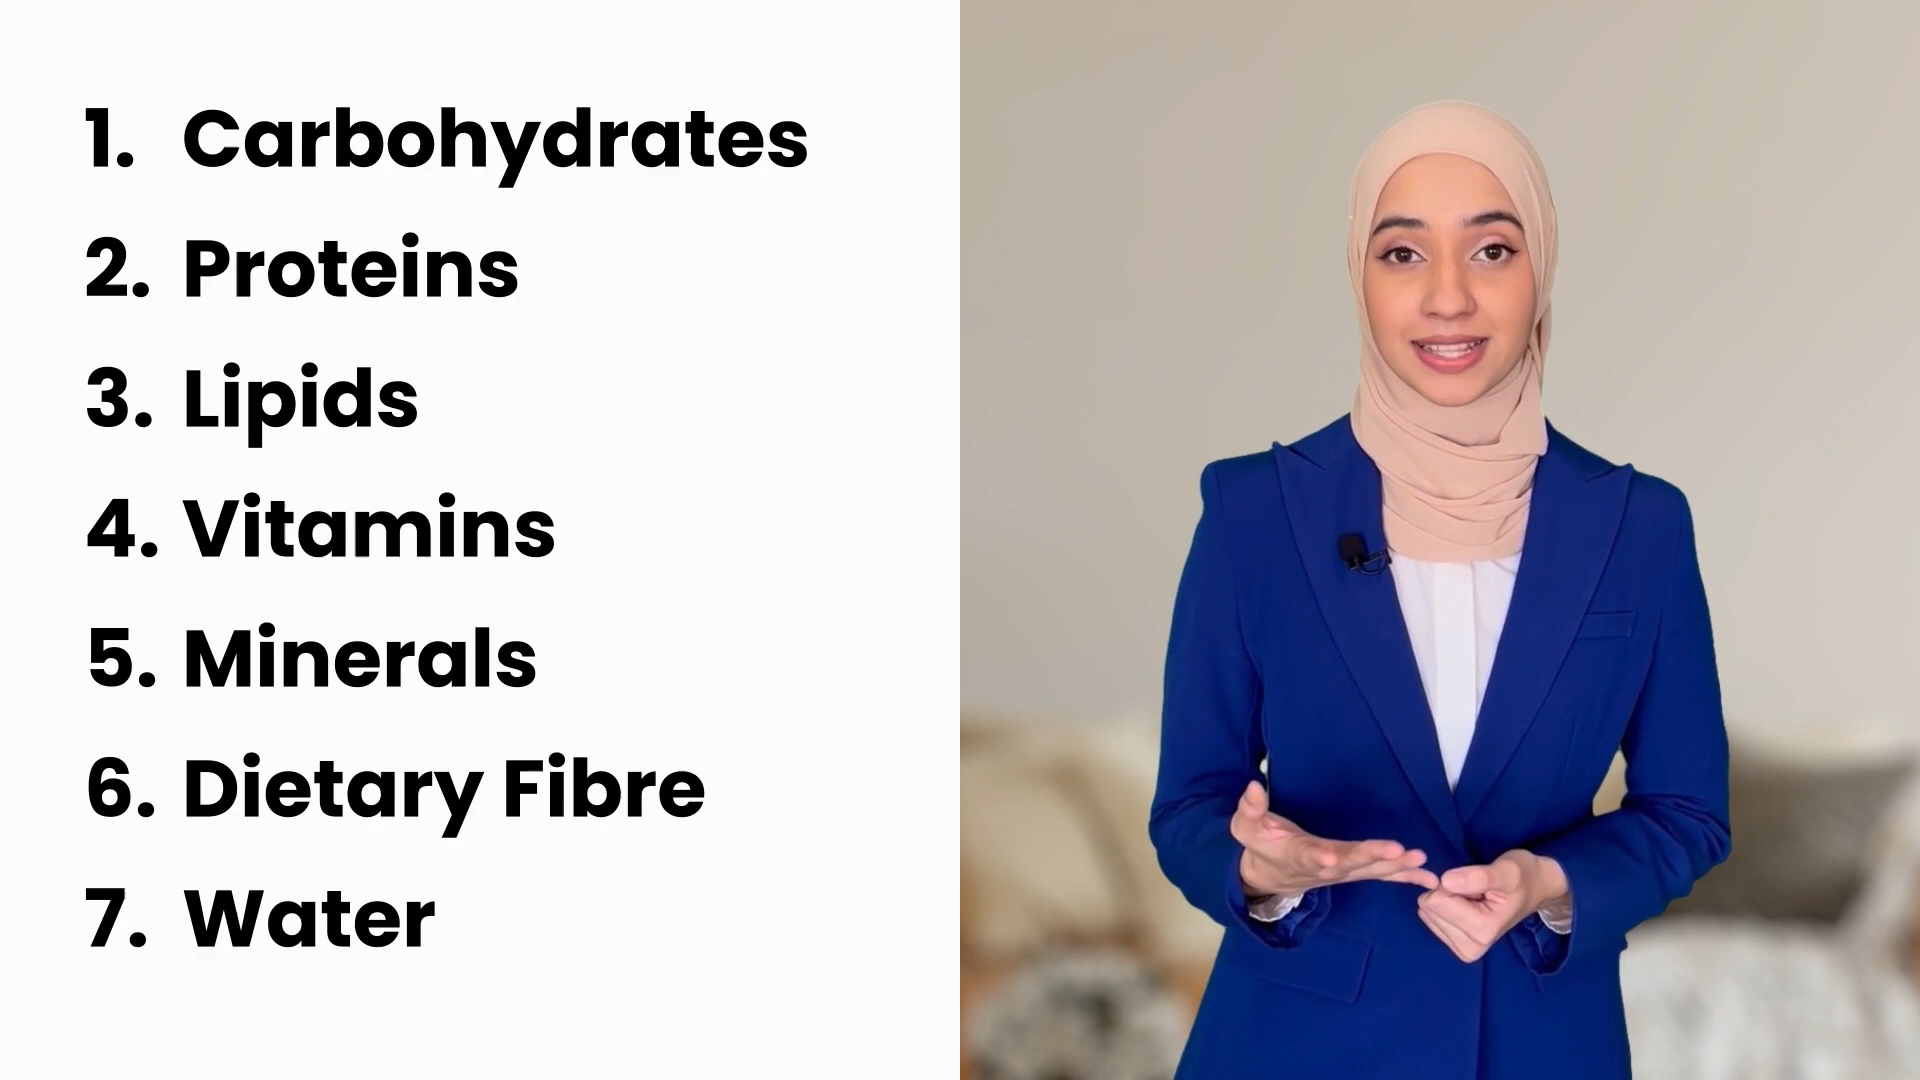 1. Carbohydrates
2. Proteins
3. Lipids
4. Vitamins
5. Minerals
6. Dietary Fibre
7. Water